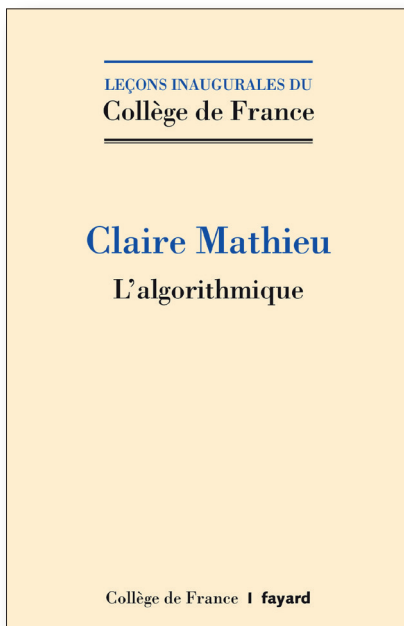 LEÇONS INAUGURALES DU
Collège de France
Claire Mathieu
L'algorithmique
Collège de France I fayard